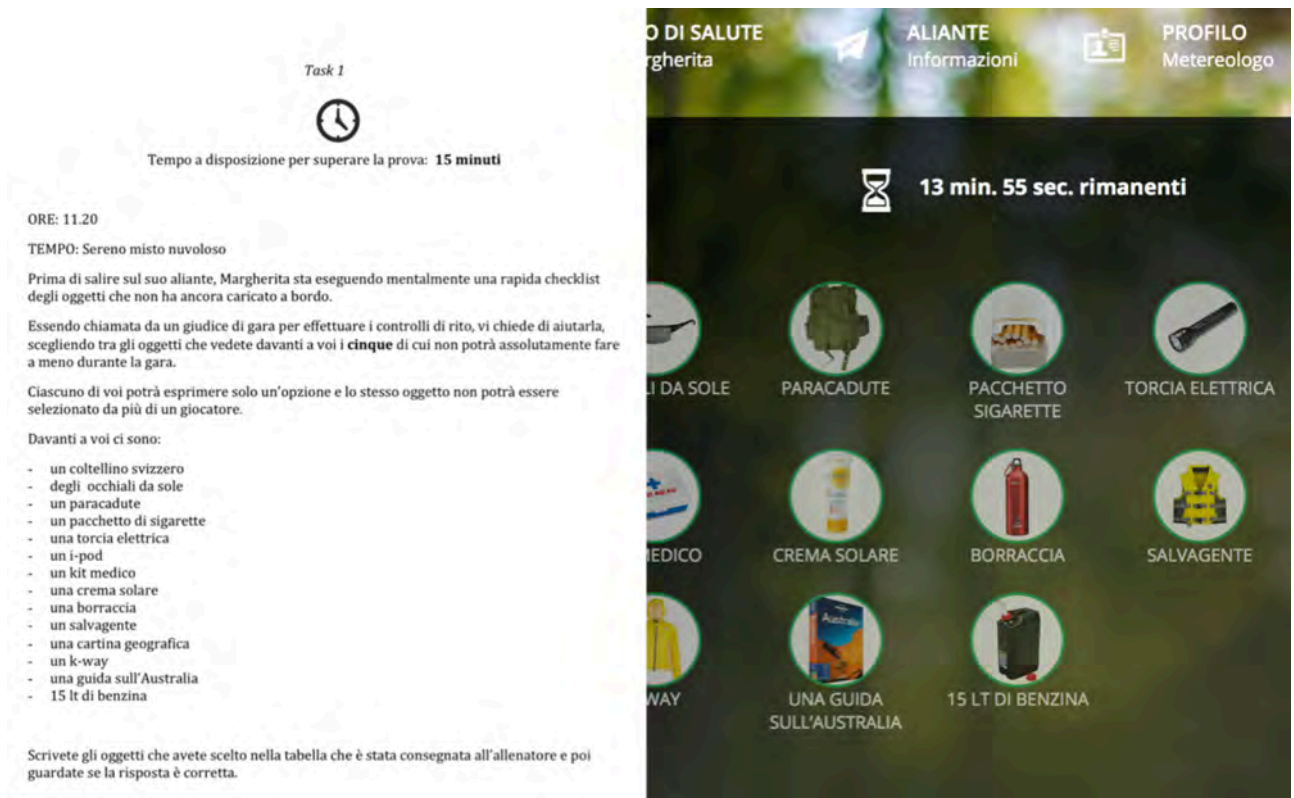 Task 1
Tempo a disposizione per superare la prova: 15 minuti
ORE: 11.20
TEMPO: Sereno misto nuvoloso
Prima di salire sul suo aliante, Margherita sta eseguendo mentalmente una rapida checklist
degli oggetti che non ha ancora caricato a bordo.
Essendo chiamata da un giudice di gara per effettuare i controlli di rito, vi chiede di aiutarla,
scegliendo tra gli oggetti che vedete davanti a voi i cinque di cui non potrà assolutamente fare
a meno durante la gara.
Ciascuno di voi potrà esprimere solo un'opzione e lo stesso oggetto non potrà essere
selezionato da più di un giocatore.
Davanti a voi ci sono:
- un coltellino svizzero
- degli occhiali da sole
- un paracadute
- un pacchetto di sigarette
- una torcia elettrica
- un i-pod
- un kit medico
- una crema solare
- una borraccia
- un salvagente
- una cartina geografica
- un k-way
- una guida sull'Australia
- 15 lt di benzina
Scrivete gli oggetti che avete scelto nella tabella che è stata consegnata all'allenatore e poi
guardate se la risposta è corretta.
O DI SALUTE
rgherita
ALIANTE
Informazioni
PROFILO
Metereologo
13 min. 55 sec. rimanenti
LI DA SOLE
PARACADUTE
PACCHETTO
SIGARETTE
TORCIA ELETTRICA
MEDICO
CREMA SOLARE
BORRACCIA
SALVAGENTE
WAY
Australia
UNA GUIDA
SULL'AUSTRALIA
15 LT DI BENZINA